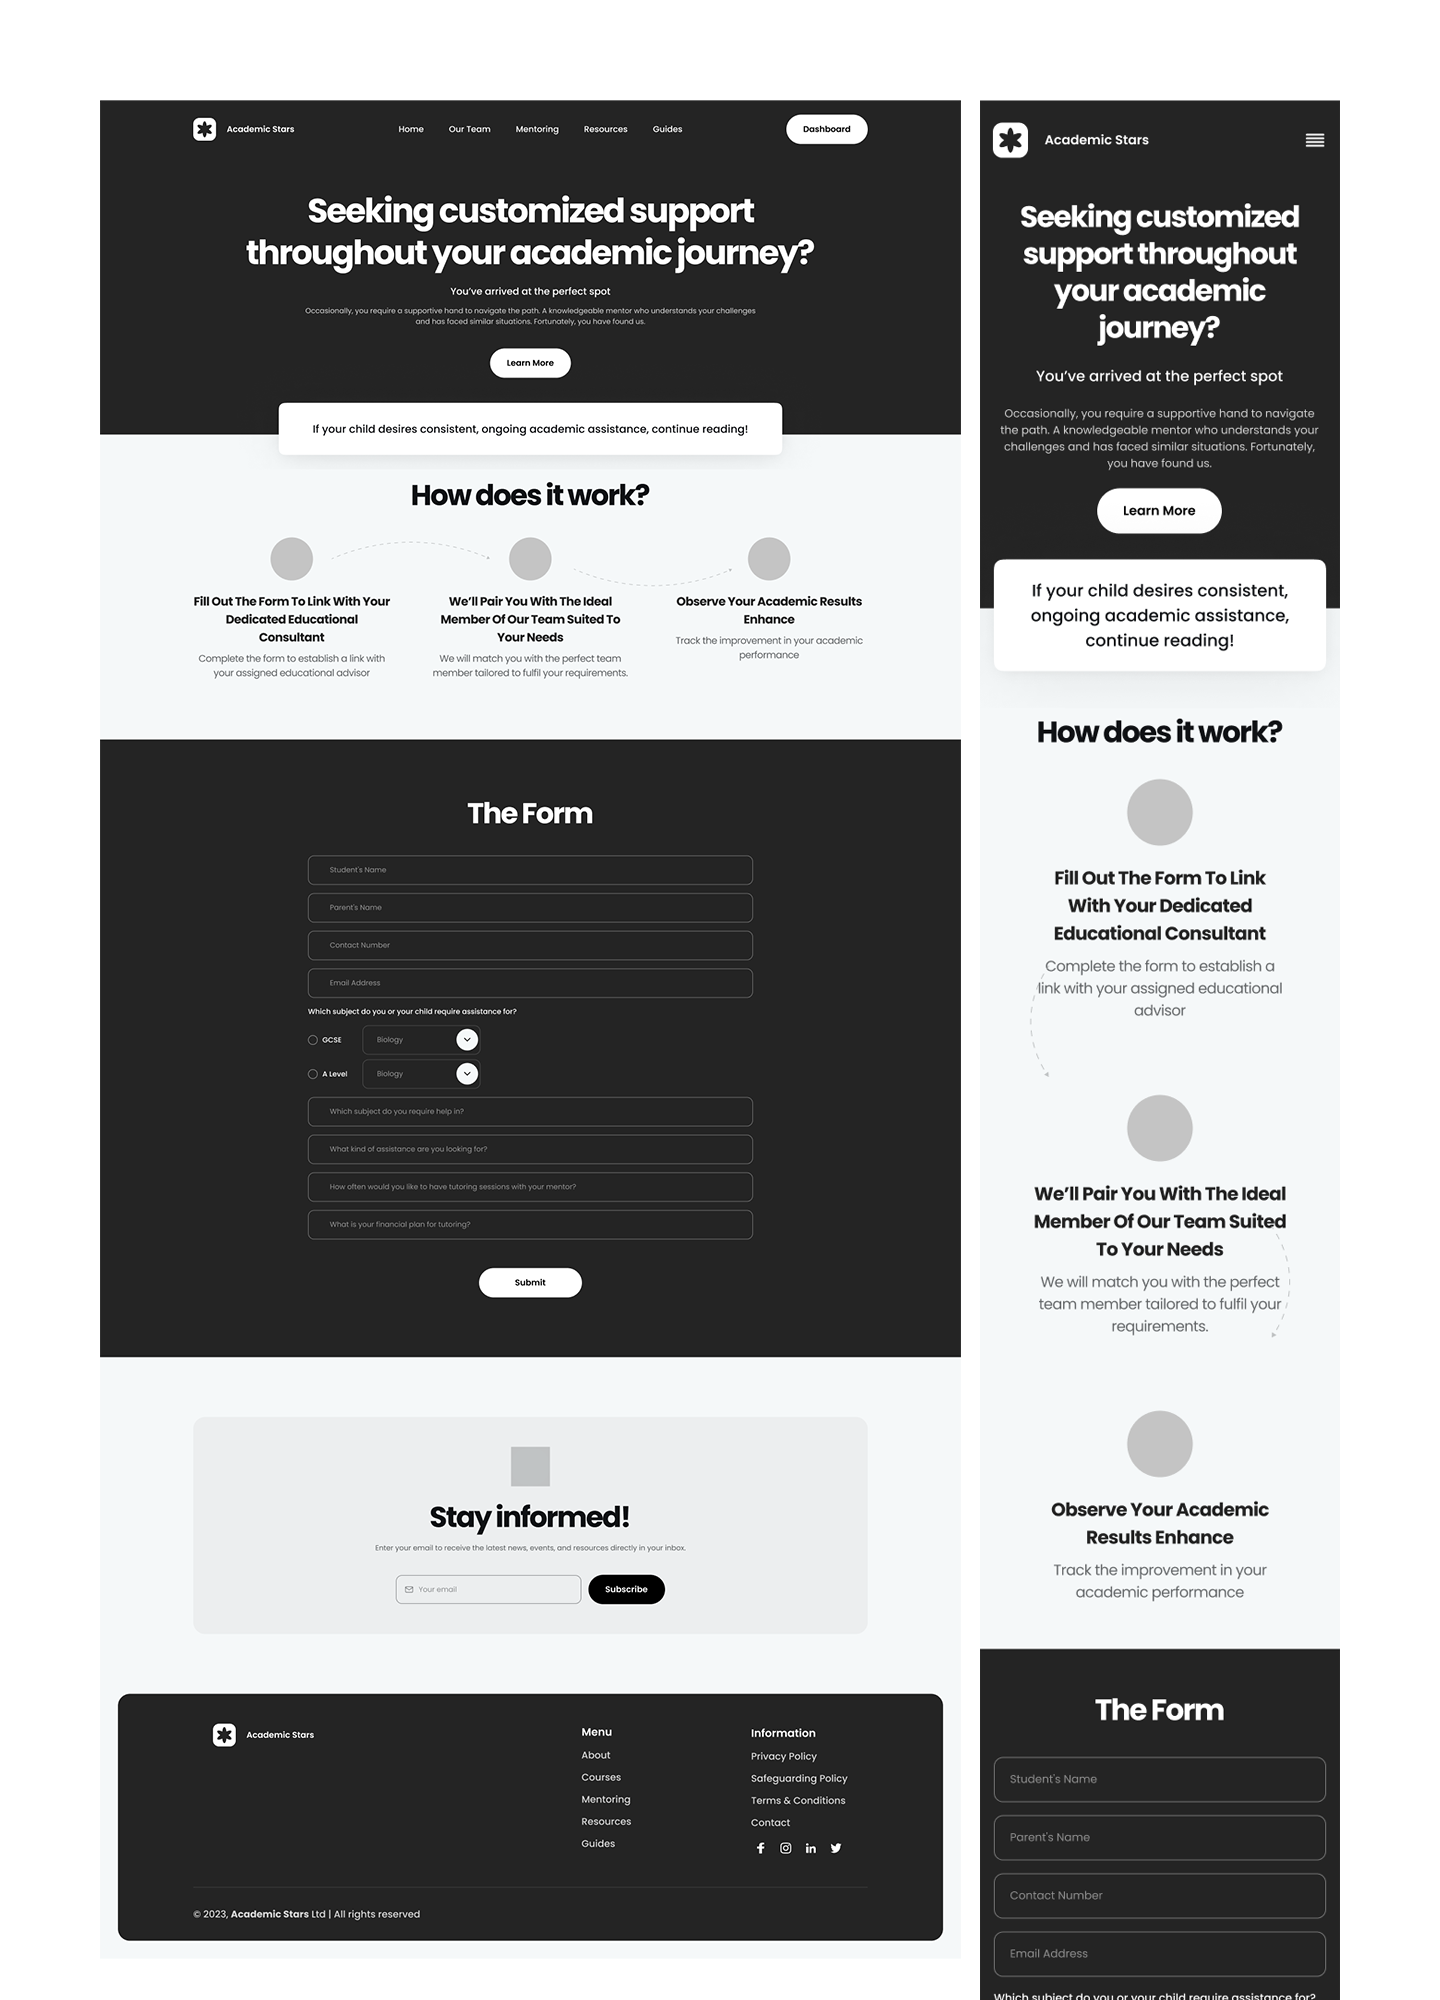 Academic Stars
Home Our Team Mentoring Resources Guides
Dashboard
Seeking customized support
throughout your academic journey?
You’ve arrived at the perfect spot
Occasionally, you require a supportive hand to navigate the path. A knowledgeable mentor who understands your challenges
and has faced similar situations. Fortunately, you have found us.
Learn More
If your child desires consistent, ongoing academic assistance, continue reading!
How does it work?
Fill Out The Form To Link With Your
Dedicated Educational
Consultant
Complete the form to establish a link with
your assigned educational advisor
We’ll Pair You With The Ideal
Member Of Our Team Suited To
Your Needs
We will match you with the perfect team
member tailored to fulfil your requirements.
Observe Your Academic Results
Enhance
Track the improvement in your academic
performance
The Form
Student's Name
Parent's Name
Contact Number
Email Address
Which subject do you or your child require assistance for?
GCSE
Biology
A Level
Biology
Which subject do you require help in?
What kind of assistance are you looking for?
How often would you like to have tutoring sessions with your mentor?
What is your financial plan for tutoring?
Submit
Stay informed!
Enter your email to receive the latest news, events, and resources directly in your inbox.
Your email
Subscribe
Academic Stars
Menu
About
Courses
Mentoring
Resources
Guides
Information
Privacy Policy
Safeguarding Policy
Terms & Conditions
Contact
© 2023, Academic Stars Ltd | All rights reserved
Academic Stars
Seeking customized
support throughout
your academic
journey?
You’ve arrived at the perfect spot
Occasionally, you require a supportive hand to navigate
the path. A knowledgeable mentor who understands your
challenges and has faced similar situations. Fortunately,
you have found us.
Learn More
If your child desires consistent,
ongoing academic assistance,
continue reading!
How does it work?
Fill Out The Form To Link
With Your Dedicated
Educational Consultant
Complete the form to establish a
link with your assigned educational
advisor
We’ll Pair You With The Ideal
Member Of Our Team Suited
To Your Needs
We will match you with the perfect
team member tailored to fulfil your
requirements.
Observe Your Academic
Results Enhance
Track the improvement in your
academic performance
The Form
Student's Name
Parent's Name
Contact Number
Email Address
Which subject do you or your child require assistance for?